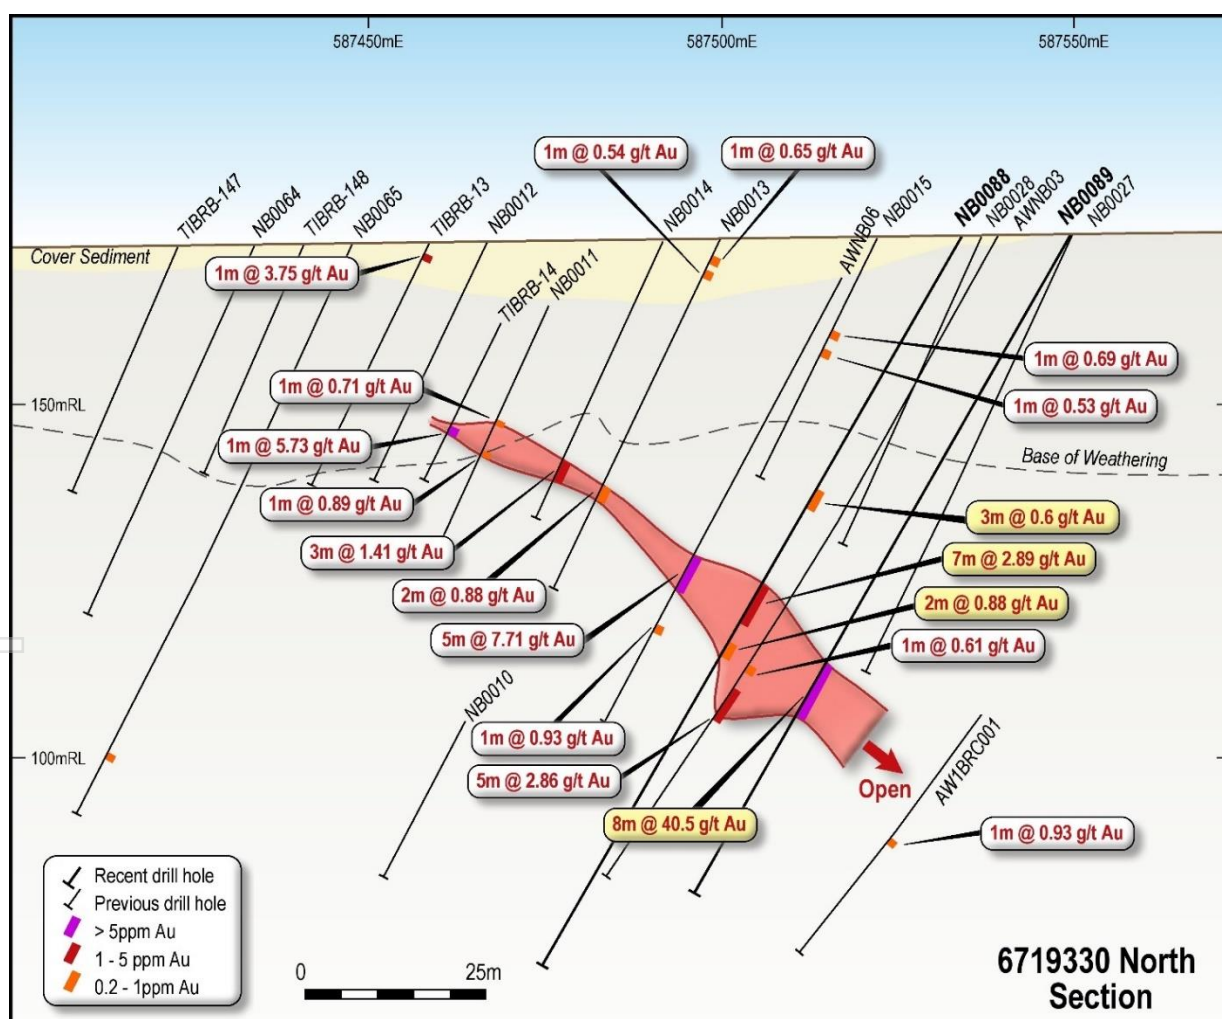 587450mE
587500mE
587550mE
1m @ 0.54 g/t Au
1m @ 0.65 g/t Au
TIBRB-147
NB0064
TIBRB-148
NB0065
TIBRB-13
NB0012
NB0014
NB0013
AWNB06
NB0015
NB0088
NB0028
AWNB03
NB0089
NB0027
Cover Sediment
1m @ 3.75 g/t Au
TIBRB-14
NB0011
1m @ 0.69 g/t Au
1m @ 0.71 g/t Au
1m @ 0.53 g/t Au
150mRL
1m @ 5.73 g/t Au
Base of Weathering
1m @ 0.89 g/t Au
3m @ 0.6 g/t Au
3m @ 1.41 g/t Au
7m @ 2.89 g/t Au
2m @ 0.88 g/t Au
2m @ 0.88 g/t Au
5m @ 7.71 g/t Au
1m @ 0.61 g/t Au
NB0010
1m @ 0.93 g/t Au
100mRL
5m @ 2.86 g/t Au
Open
AW1BRC001
8m @ 40.5 g/t Au
1m @ 0.93 g/t Au
Recent drill hole
Previous drill hole
> 5ppm Au
1 - 5 ppm Au
0.2 - 1ppm Au
0
25m
6719330 North
Section